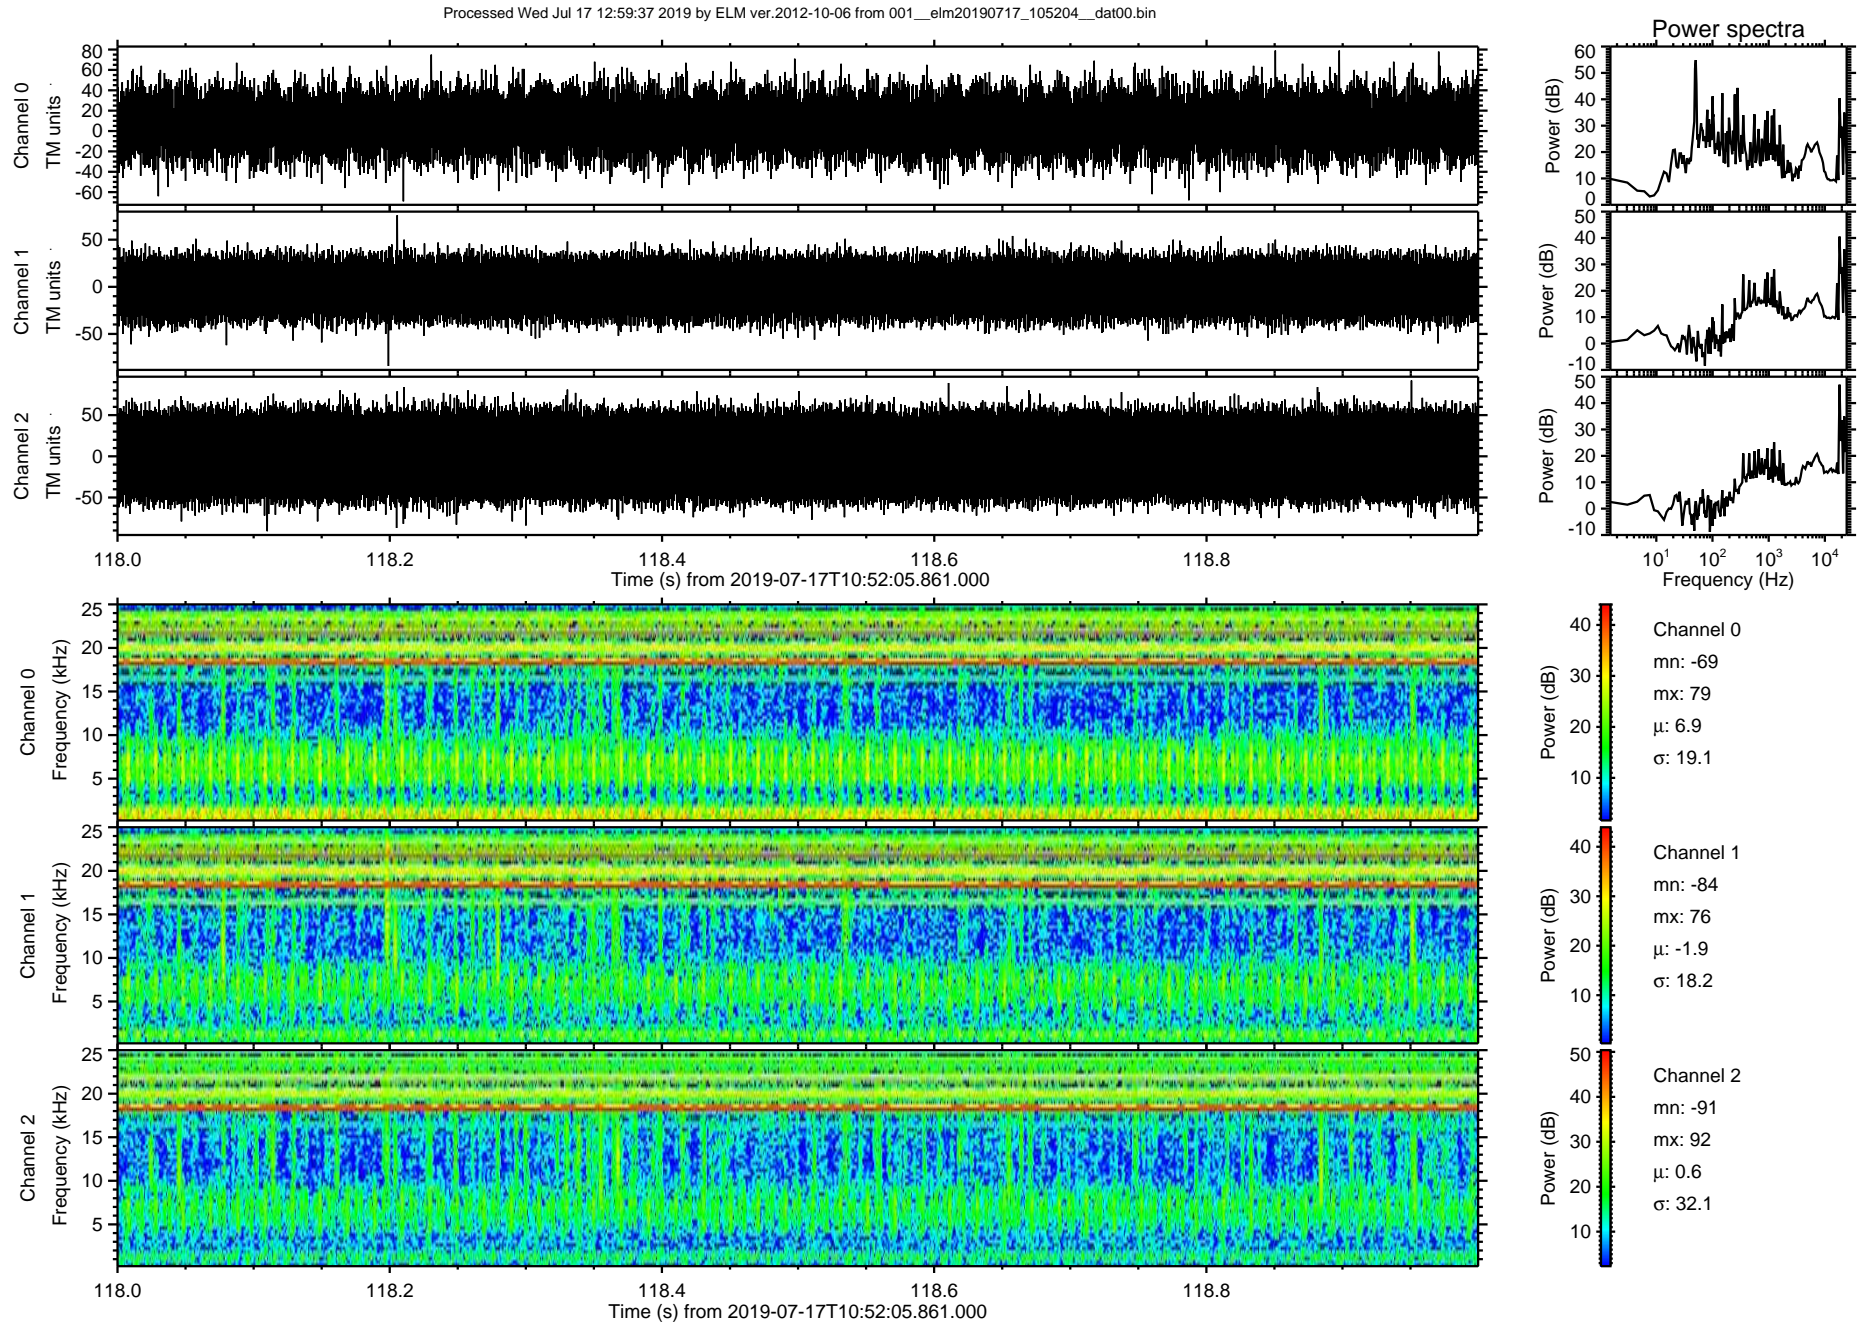 Processed Wed Jul 17 12:59:37 2019 by ELM ver.2012-10-06 from 001__elm20190717_105204__dat00.bin
Power spectra
Channel 0
TM units
80
60
40
20
0
-20
-40
-60
Power (dB)
60
50
40
30
20
10
0
Channel 1
TM units
50
0
-50
Power (dB)
50
40
30
20
10
0
-10
Channel 2
TM units
50
0
-50
Power (dB)
50
40
30
20
10
0
-10
118.0 118.2 118.4 118.6 118.8
Time (s) from 2019-07-17T10:52:05.861.000
10^1 10^2 10^3 10^4
Frequency (Hz)
Channel 0
Frequency (kHz)
25
20
15
10
5
Power (dB)
40
30
20
10
Channel 0
mn: -69
mx: 79
μ: 6.9
σ: 19.1
Channel 1
Frequency (kHz)
25
20
15
10
5
Power (dB)
40
30
20
10
Channel 1
mn: -84
mx: 76
μ: -1.9
σ: 18.2
Channel 2
Frequency (kHz)
25
20
15
10
5
Power (dB)
50
40
30
20
10
Channel 2
mn: -91
mx: 92
μ: 0.6
σ: 32.1
118.0 118.2 118.4 118.6 118.8
Time (s) from 2019-07-17T10:52:05.861.000